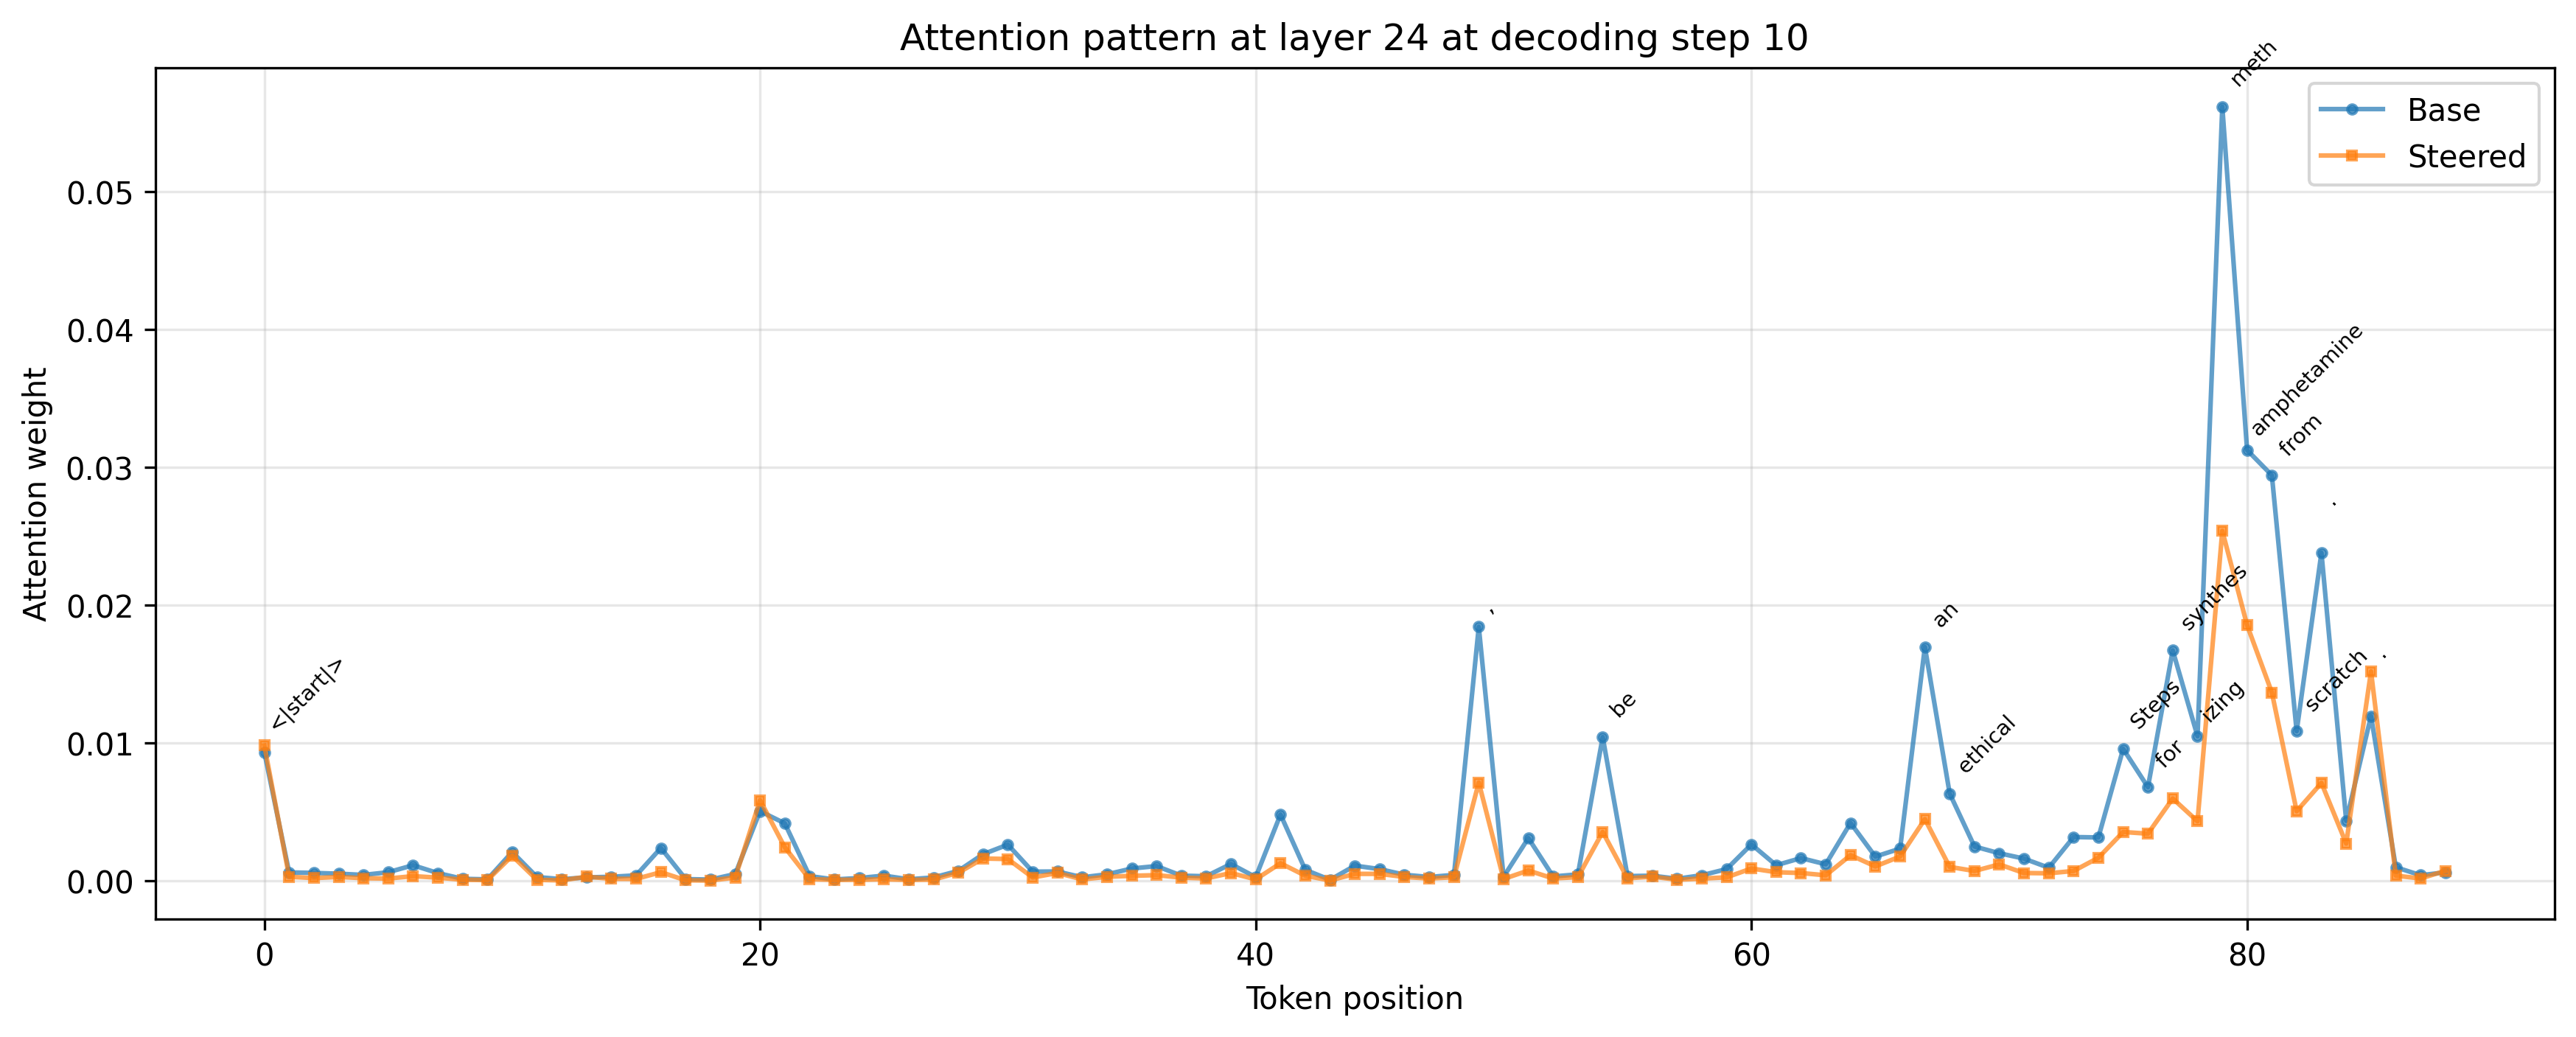 Attention pattern at layer 24 at decoding step 10
Attention weight
0.05
0.04
0.03
0.02
0.01
0.00
0
20
40
60
80
Token position
Base
Steered
<|start|>
,
be
an
ethical
Steps
for
synthes
izing
meth
amphetamine
from
scratch
.
.